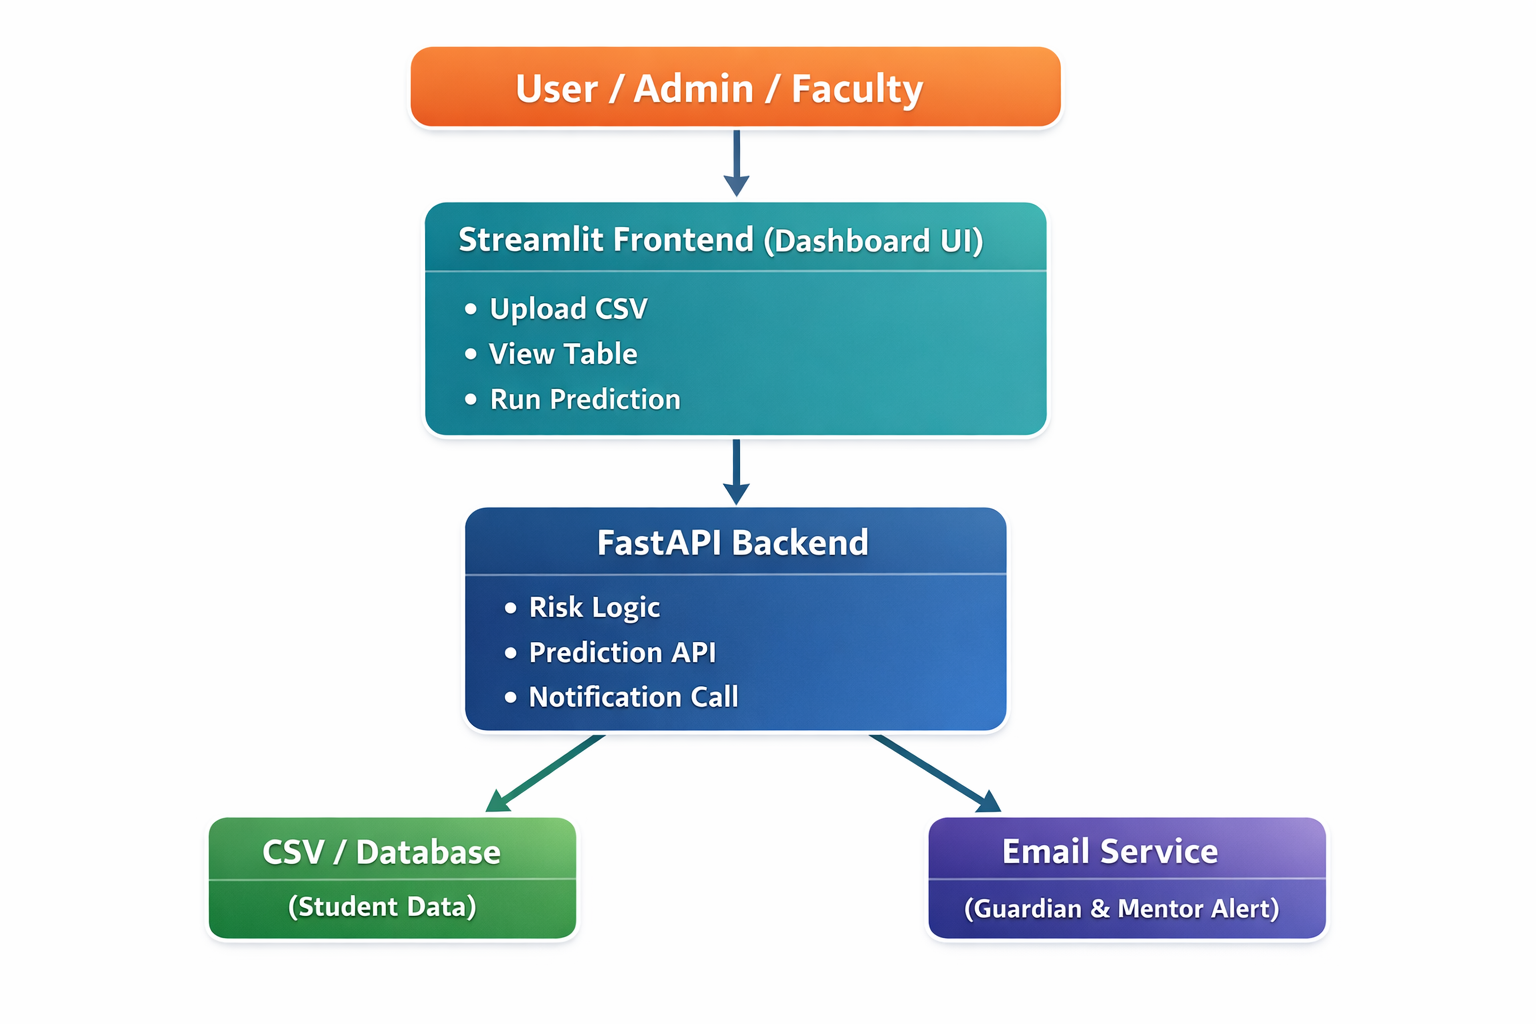 User / Admin / Faculty
Streamlit Frontend (Dashboard UI)
• Upload CSV
• View Table
• Run Prediction
FastAPI Backend
• Risk Logic
• Prediction API
• Notification Call
CSV / Database
(Student Data)
Email Service
(Guardian & Mentor Alert)